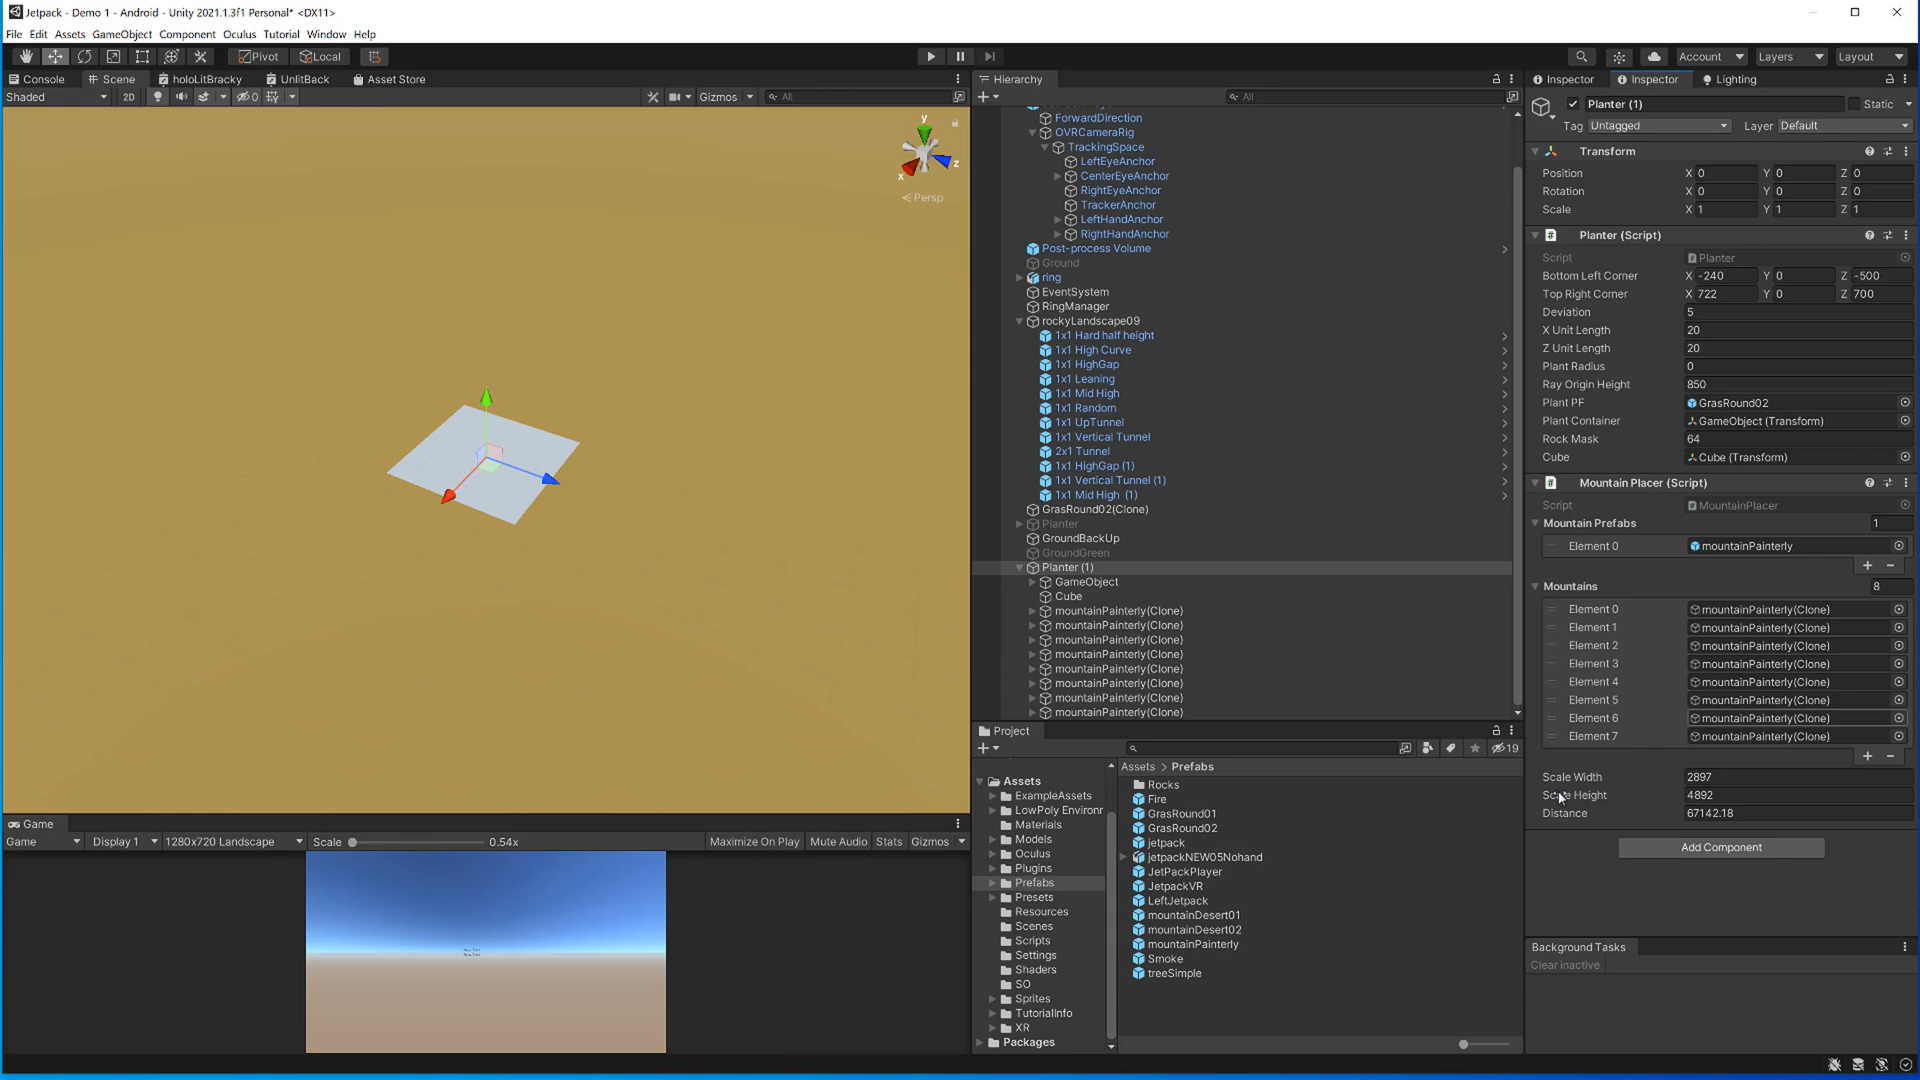 Jetpack - Demo 1 - Android - Unity 2021.1.3f1 Personal* <DX11>
File Edit Assets GameObject Component Oculus Tutorial Window Help
Pivot Local Account Layers Layout
Console Scene holoLitBracky UnlitBack Asset Store
Shaded 2D 0 Gizmos All
y
z
x
Persp
Hierarchy
All
ForwardDirection
OVRCameraRig
TrackingSpace
LeftEyeAnchor
CenterEyeAnchor
RightEyeAnchor
TrackerAnchor
LeftHandAnchor
RightHandAnchor
Post-process Volume
Ground
ring
EventSystem
RingManager
rockyLandscape09
1x1 Hard half height
1x1 High Curve
1x1 HighGap
1x1 Leaning
1x1 Mid High
1x1 Random
1x1 UpTunnel
1x1 Vertical Tunnel
2x1 Tunnel
1x1 HighGap (1)
1x1 Vertical Tunnel (1)
1x1 Mid High (1)
GrasRound02(Clone)
Planter
GroundBackUp
GroundGreen
Planter (1)
GameObject
Cube
mountainPainterly(Clone)
mountainPainterly(Clone)
mountainPainterly(Clone)
mountainPainterly(Clone)
mountainPainterly(Clone)
mountainPainterly(Clone)
mountainPainterly(Clone)
mountainPainterly(Clone)
Inspector Inspector Lighting
Planter (1) Static
Tag Untagged Layer Default
Transform
Position X 0 Y 0 Z 0
Rotation X 0 Y 0 Z 0
Scale X 1 Y 1 Z 1
Planter (Script)
Script Planter
Bottom Left Corner X -240 Y 0 Z -500
Top Right Corner X 722 Y 0 Z 700
Deviation 5
X Unit Length 20
Z Unit Length 20
Plant Radius 0
Ray Origin Height 850
Plant PF GrasRound02
Plant Container GameObject (Transform)
Rock Mask 64
Cube Cube (Transform)
Mountain Placer (Script)
Script MountainPlacer
Mountain Prefabs 1
Element 0 mountainPainterly
+ -
Mountains 8
Element 0 mountainPainterly(Clone)
Element 1 mountainPainterly(Clone)
Element 2 mountainPainterly(Clone)
Element 3 mountainPainterly(Clone)
Element 4 mountainPainterly(Clone)
Element 5 mountainPainterly(Clone)
Element 6 mountainPainterly(Clone)
Element 7 mountainPainterly(Clone)
+ -
Scale Width 2897
Scale Height 4892
Distance 67142.18
Add Component
Background Tasks
Clear inactive
Project
19
Assets
ExampleAssets
LowPoly Environr
Materials
Models
Oculus
Plugins
Prefabs
Presets
Resources
Scenes
Scripts
Settings
Shaders
SO
Sprites
TutorialInfo
XR
Packages
Assets > Prefabs
Rocks
Fire
GrasRound01
GrasRound02
jetpack
jetpackNEW05Nohand
JetPackPlayer
JetpackVR
LeftJetpack
mountainDesert01
mountainDesert02
mountainPainterly
Smoke
treeSimple
Game
Game Display 1 1280x720 Landscape Scale 0.54x Maximize On Play Mute Audio Stats Gizmos